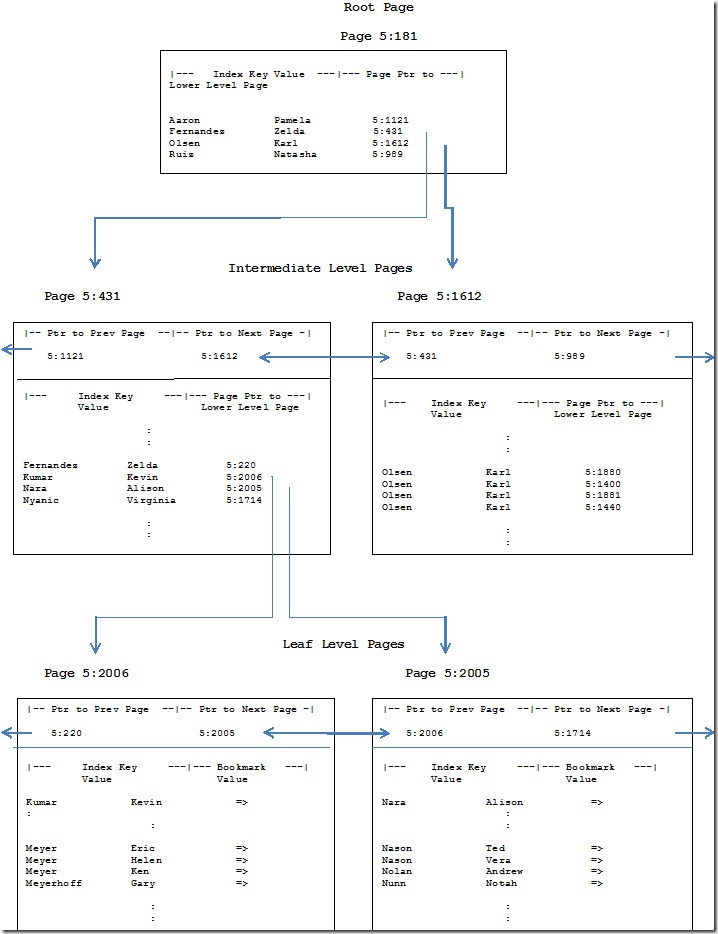 Root Page
Page 5:181
|--- Index Key Value ---|--- Page Ptr to ---|
Lower Level Page
Aaron Pamela 5:1121
Fernandez Zelda 5:431
Olsen Karl 5:1612
Ruiz Natasha 5:989
Intermediate Level Pages
Page 5:431
|-- Ptr to Prev Page --|-- Ptr to Next Page -|
5:1121 5:1612
|--- Index Key ---|--- Page Ptr to ---|
Value Lower Level Page
:
:
Fernandez Zelda 5:220
Kumar Kevin 5:2006
Nara Alison 5:2005
Nyanic Virginia 5:1714
:
:
Page 5:1612
|-- Ptr to Prev Page --|-- Ptr to Next Page -|
5:431 5:989
|--- Index Key ---|--- Page Ptr to ---|
Value Lower Level Page
:
:
Olsen Karl 5:1880
Olsen Karl 5:1400
Olsen Karl 5:1881
Olsen Karl 5:1440
:
:
Leaf Level Pages
Page 5:2006
|-- Ptr to Prev Page --|-- Ptr to Next Page -|
5:220 5:2005
|--- Index Key ---|--- Bookmark ---|
Value Value
Kumar Kevin =>
:
:
Meyer Eric =>
Meyer Helen =>
Meyer Ken =>
Meyerhoff Gary =>
:
:
Page 5:2005
|-- Ptr to Prev Page --|-- Ptr to Next Page -|
5:2006 5:1714
|--- Index Key ---|--- Bookmark ---|
Value Value
Nara Alison =>
:
:
Nason Ted =>
Nason Vera =>
Nolan Andrew =>
Nunn Notah =>
:
: